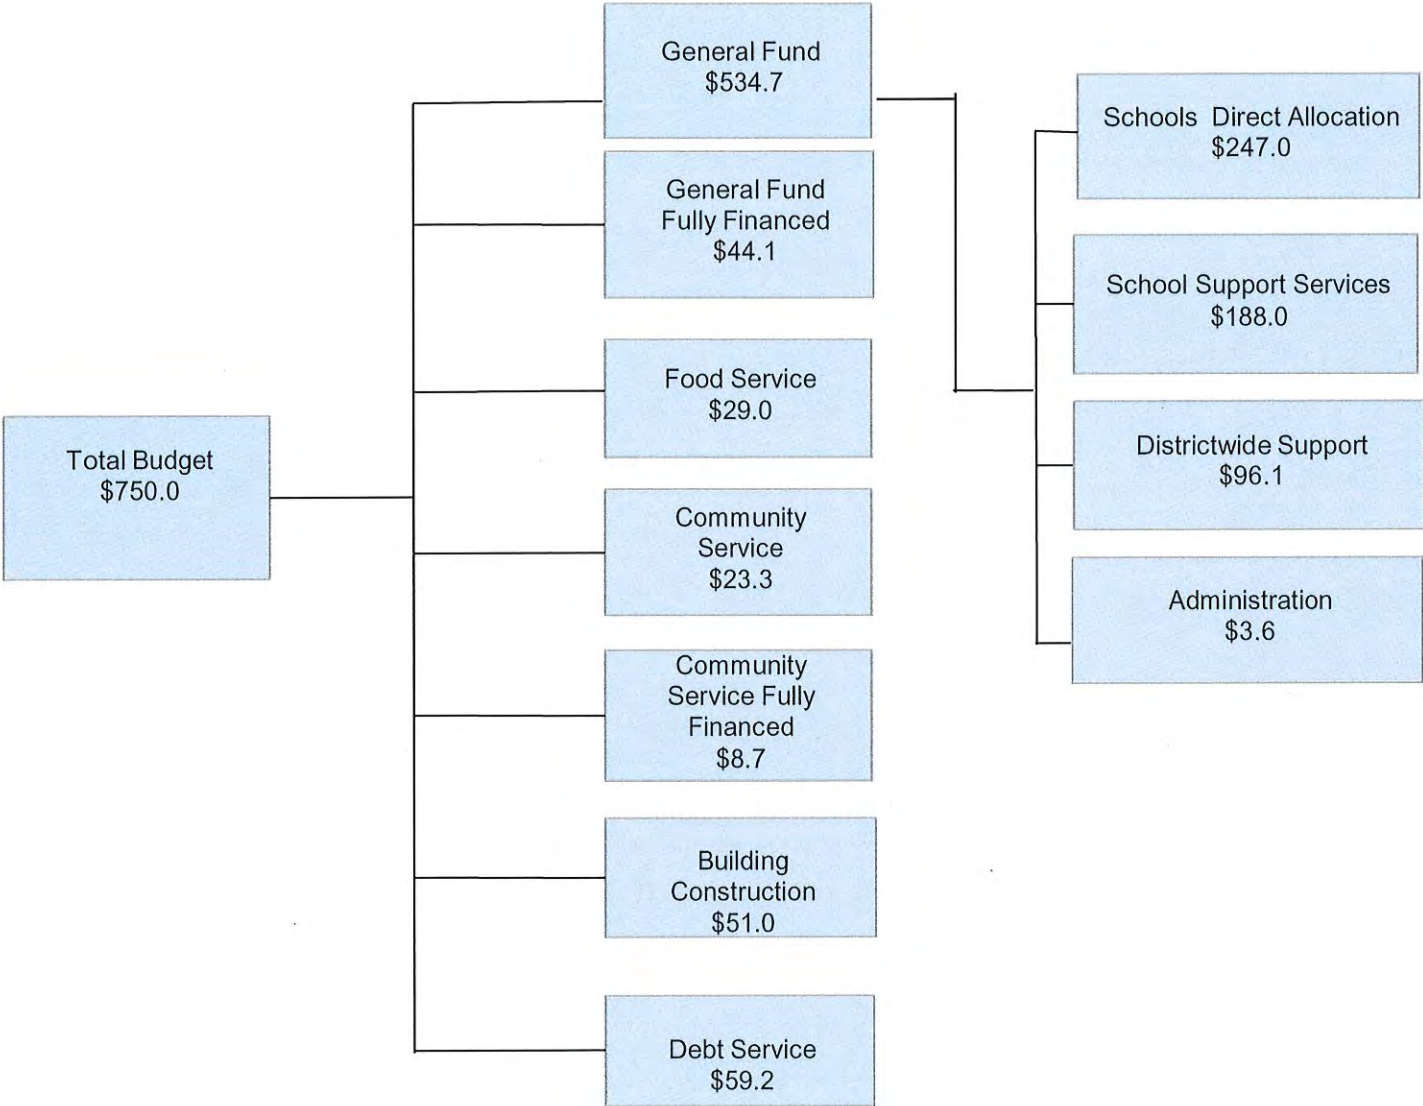 Total Budget
$750.0
General Fund
$534.7
General Fund
Fully Financed
$44.1
Food Service
$29.0
Community
Service
$23.3
Community
Service Fully
Financed
$8.7
Building
Construction
$51.0
Debt Service
$59.2
Schools Direct Allocation
$247.0
School Support Services
$188.0
Districtwide Support
$96.1
Administration
$3.6